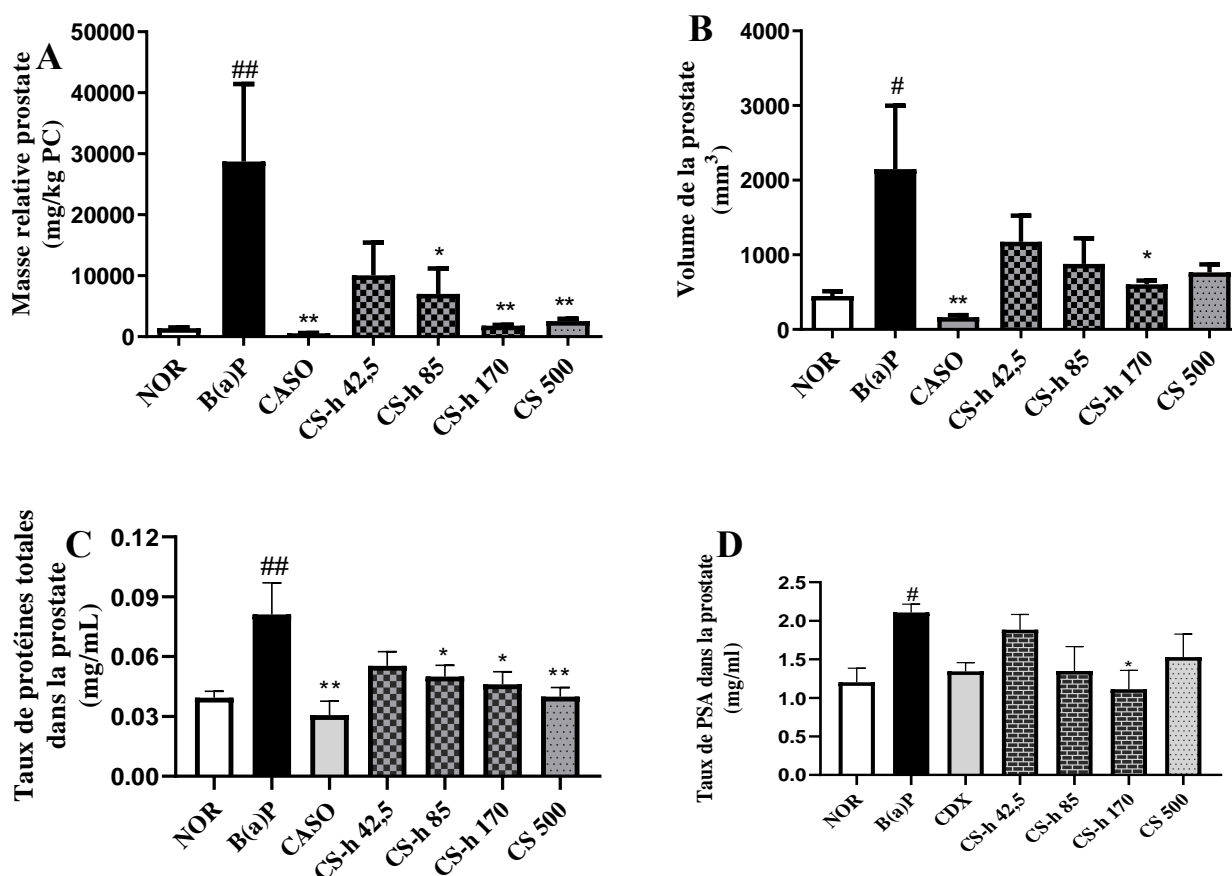 A
Masse relative prostate
(mg/kg PC)
50000
40000
30000
20000
10000
0
##
**
*
**
**
NOR
B(a)P
CASO
CS-h 42,5
CS-h 85
CS-h 170
CS 500
B
Volume de la prostate
(mm³)
4000
3000
2000
1000
0
#
**
*
NOR
B(a)P
CASO
CS-h 42,5
CS-h 85
CS-h 170
CS 500
C
Taux de protéines totales
dans la prostate
(mg/mL)
0.12
0.09
0.06
0.03
0.00
##
**
*
*
**
NOR
B(a)P
CASO
CS-h 42,5
CS-h 85
CS-h 170
CS 500
D
Taux de PSA dans la prostate
(mg/ml)
2.5
2.0
1.5
1.0
0.5
0.0
#
*
NOR
B(a)P
CDX
CS-h 42,5
CS-h 85
CS-h 170
CS 500